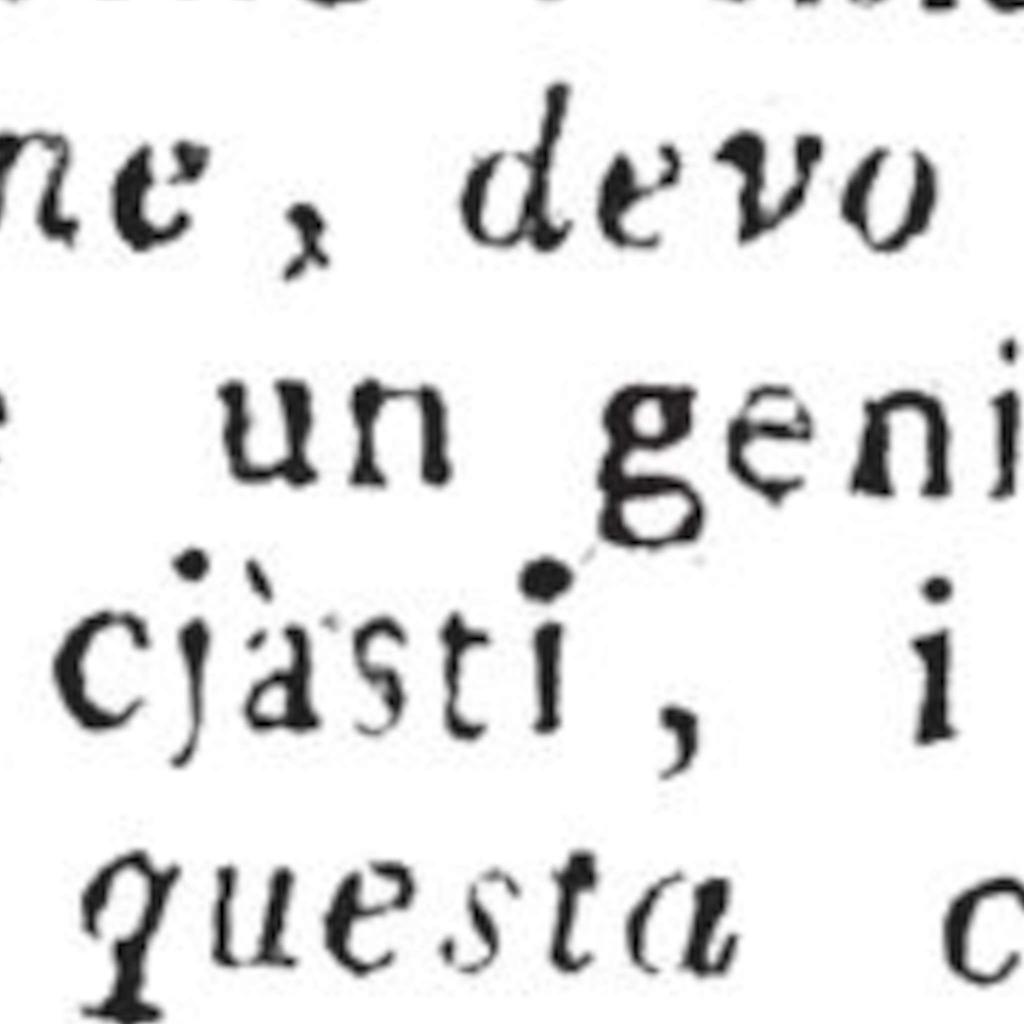 ne, devo
un geni
cjàsti, i
questa c